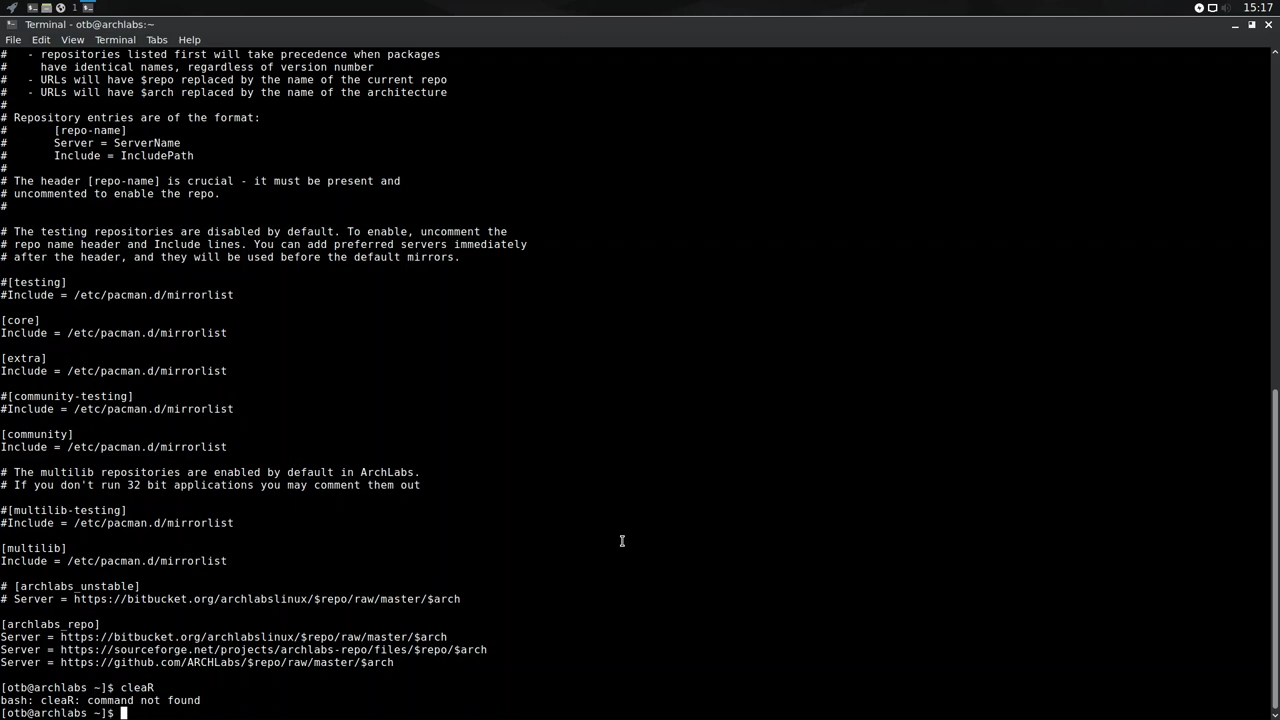 1
15:17
Terminal - otb@archlabs:~
File Edit View Terminal Tabs Help
#   - repositories listed first will take precedence when packages
#     have identical names, regardless of version number
#   - URLs will have $repo replaced by the name of the current repo
#   - URLs will have $arch replaced by the name of the architecture
#
# Repository entries are of the format:
#       [repo-name]
#       Server = ServerName
#       Include = IncludePath
#
# The header [repo-name] is crucial - it must be present and
# uncommented to enable the repo.
#
# The testing repositories are disabled by default. To enable, uncomment the
# repo name header and Include lines. You can add preferred servers immediately
# after the header, and they will be used before the default mirrors.
#[testing]
#Include = /etc/pacman.d/mirrorlist
[core]
Include = /etc/pacman.d/mirrorlist
[extra]
Include = /etc/pacman.d/mirrorlist
#[community-testing]
#Include = /etc/pacman.d/mirrorlist
[community]
Include = /etc/pacman.d/mirrorlist
# The multilib repositories are enabled by default in ArchLabs.
# If you don't run 32 bit applications you may comment them out
#[multilib-testing]
#Include = /etc/pacman.d/mirrorlist
[multilib]
Include = /etc/pacman.d/mirrorlist
# [archlabs_unstable]
# Server = https://bitbucket.org/archlabslinux/$repo/raw/master/$arch
[archlabs_repo]
Server = https://bitbucket.org/archlabslinux/$repo/raw/master/$arch
Server = https://sourceforge.net/projects/archlabs-repo/files/$repo/$arch
Server = https://github.com/ARCHLabs/$repo/raw/master/$arch
[otb@archlabs ~]$ cleaR
bash: cleaR: command not found
[otb@archlabs ~]$